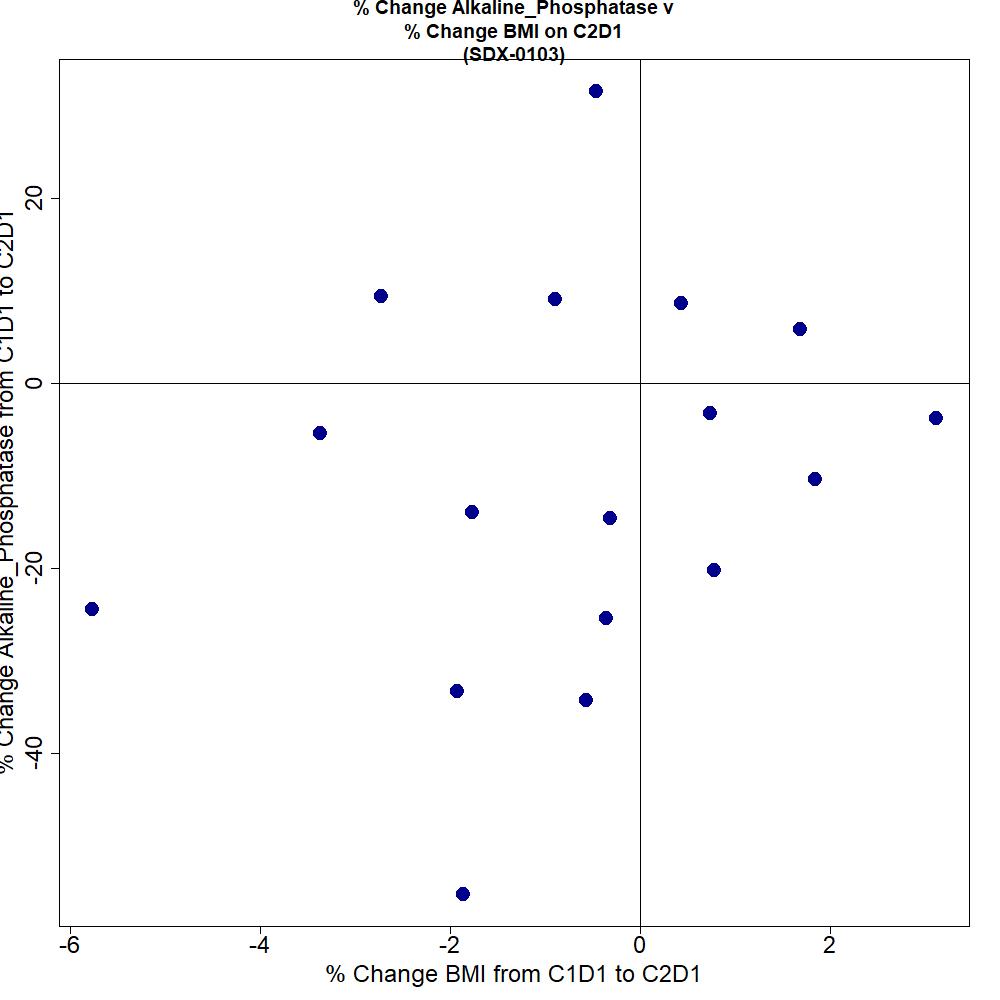 % Change Alkaline_Phosphatase v
% Change BMI on C2D1
(SDX-0103)
% Change Alkaline_Phosphatase from C1D1 to C2D1
20
0
-20
-40
-6
-4
-2
0
2
% Change BMI from C1D1 to C2D1